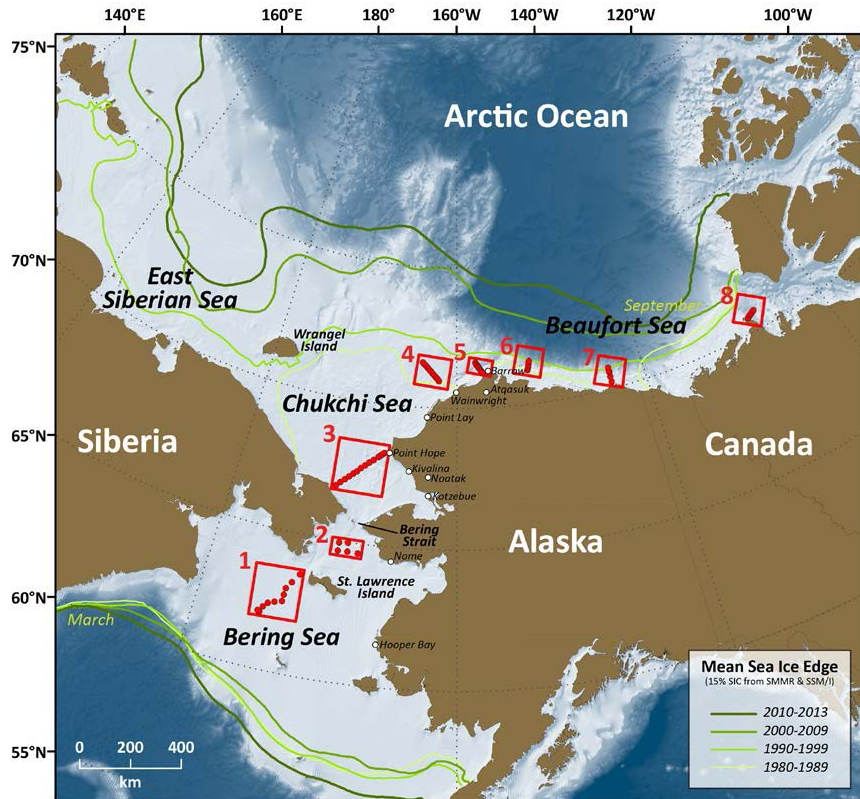 140°E 160°E 180° 160°W 140°W 120°W 100°W
75°N
70°N
65°N
60°N
55°N
Arctic Ocean
East
Siberian Sea
September
Beaufort Sea
8
Wrangel
Island
4
5
6
7
Barrow
Atqasuk
Wainwright
Chukchi Sea
Point Lay
Siberia
3
Canada
Point Hope
Kivalina
Noatak
Kotzebue
Bering
Strait
Alaska
2
Nome
1
St. Lawrence
Island
March
Bering Sea
Hooper Bay
0 200 400
km
Mean Sea Ice Edge
(15% SIC from SMMR & SSM/I)
2010-2013
2000-2009
1990-1999
1980-1989